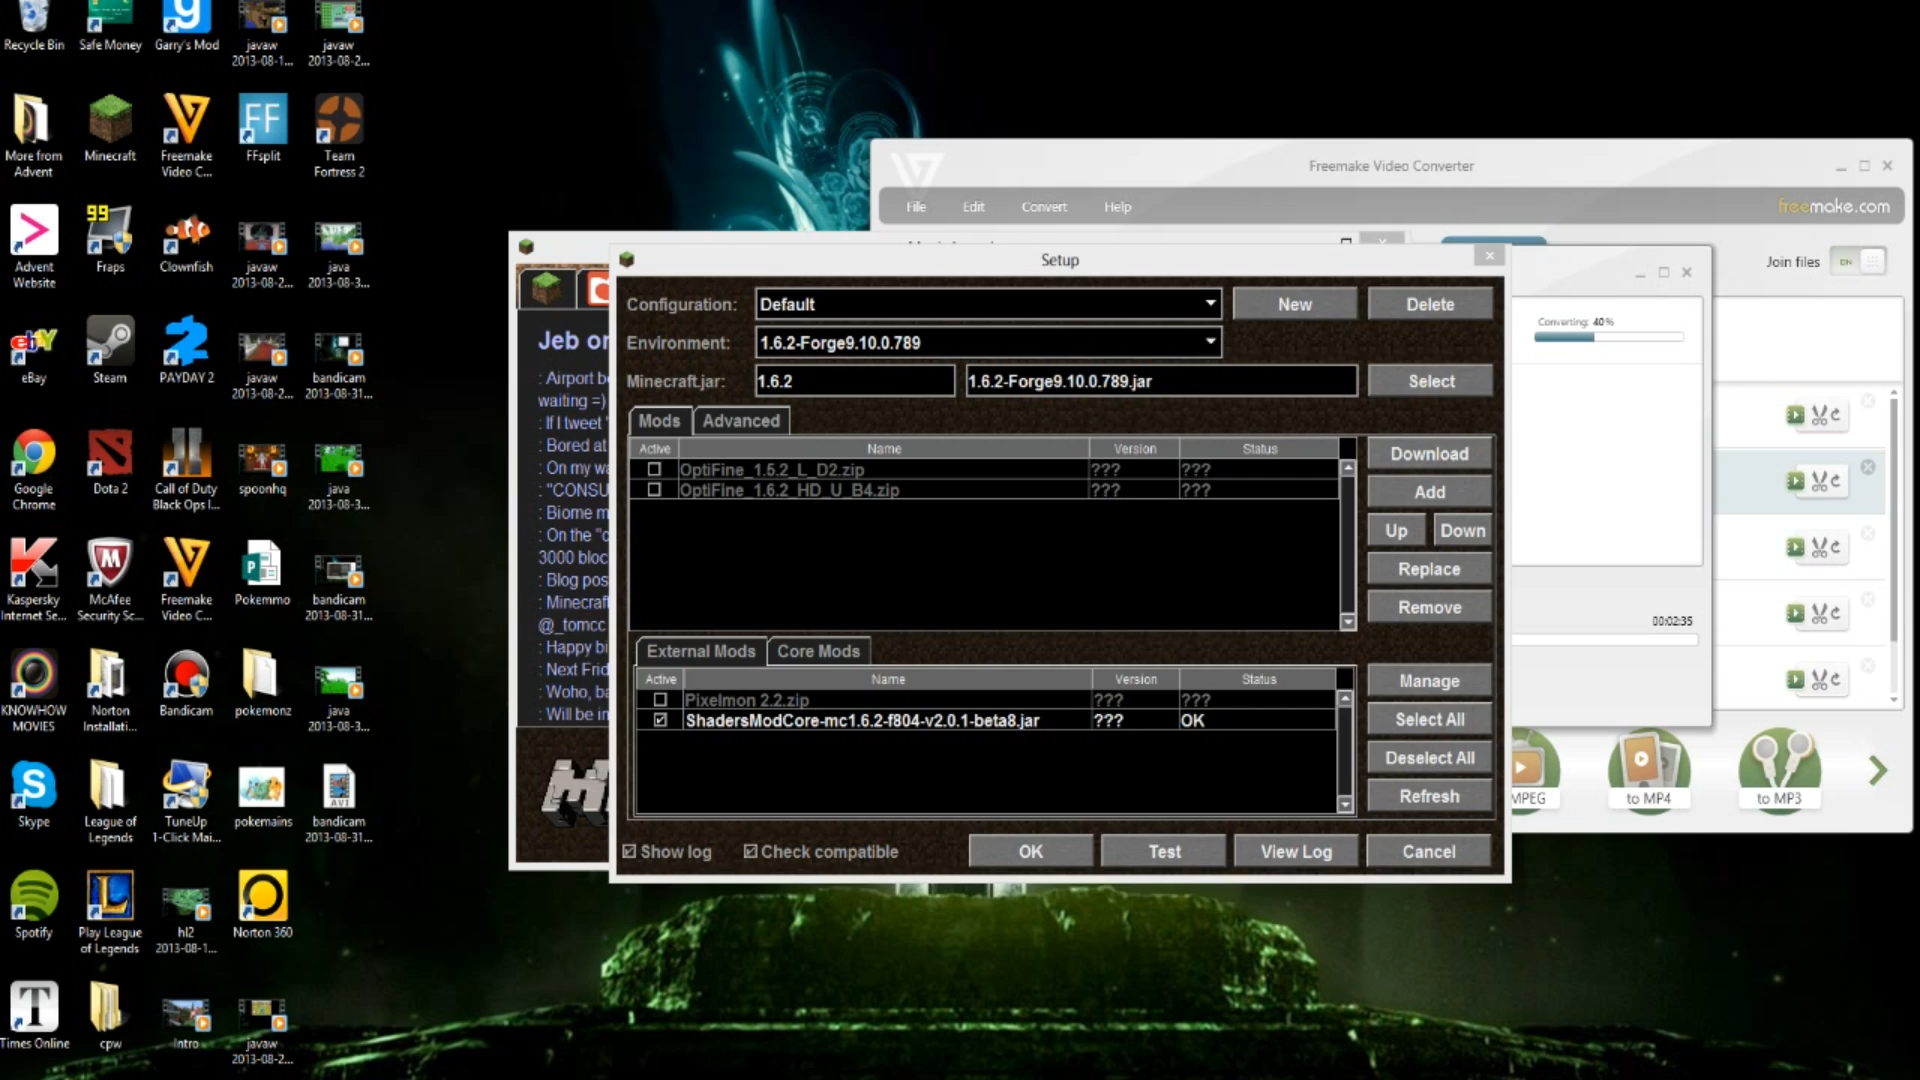 Recycle Bin
Safe Money
Garry's Mod
javaw
2013-08-1...
javaw
2013-08-2...
More from
Advent
Minecraft
Freemake
Video C...
FF
FFsplit
Team
Fortress 2
Advent
Website
99
Fraps
Clownfish
javaw
2013-08-2...
java
2013-08-3...
ebay
eBay
Steam
PAYDAY 2
javaw
2013-08-2...
bandicam
2013-08-31...
Google
Chrome
Dota 2
Call of Duty
Black Ops I...
spoonhq
java
2013-08-3...
Kaspersky
Internet Se...
McAfee
Security Sc...
Freemake
Video C...
Pokemmo
bandicam
2013-08-31...
KNOWHOW
MOVIES
Norton
Installati...
Bandicam
pokemonz
java
2013-08-3...
Skype
League of
Legends
TuneUp
1-Click Mai...
pokemains
AVI
bandicam
2013-08-31...
Spotify
Play League
of Legends
hl2
2013-08-1...
Norton 360
Times Online
cpw
Intro
javaw
2013-08-2...
Freemake Video Converter
File Edit Convert Help
freemake.com
Join files
ON
Converting: 40%
00:02:35
MPEG
to MP4
to MP3
Jeb or
: Airport be
waiting =)
: If I tweet "
: Bored at
: On my wa
: "CONSU
: Biome m
: On the "c
3000 bloc
: Blog pos
: Minecraft
@_tomcc
: Happy bi
: Next Frid
: Woho, ba
: Will be in
Setup
Configuration: Default New Delete
Environment: 1.6.2-Forge9.10.0.789
Minecraft.jar: 1.6.2 1.6.2-Forge9.10.0.789.jar Select
Mods Advanced
Active Name Version Status
OptiFine_1.5.2_L_D2.zip ??? ???
OptiFine_1.6.2_HD_U_B4.zip ??? ???
Download
Add
Up Down
Replace
Remove
External Mods Core Mods
Active Name Version Status
Pixelmon 2.2.zip ??? ???
ShadersModCore-mc1.6.2-f804-v2.0.1-beta8.jar ??? OK
Manage
Select All
Deselect All
Refresh
Show log Check compatible OK Test View Log Cancel